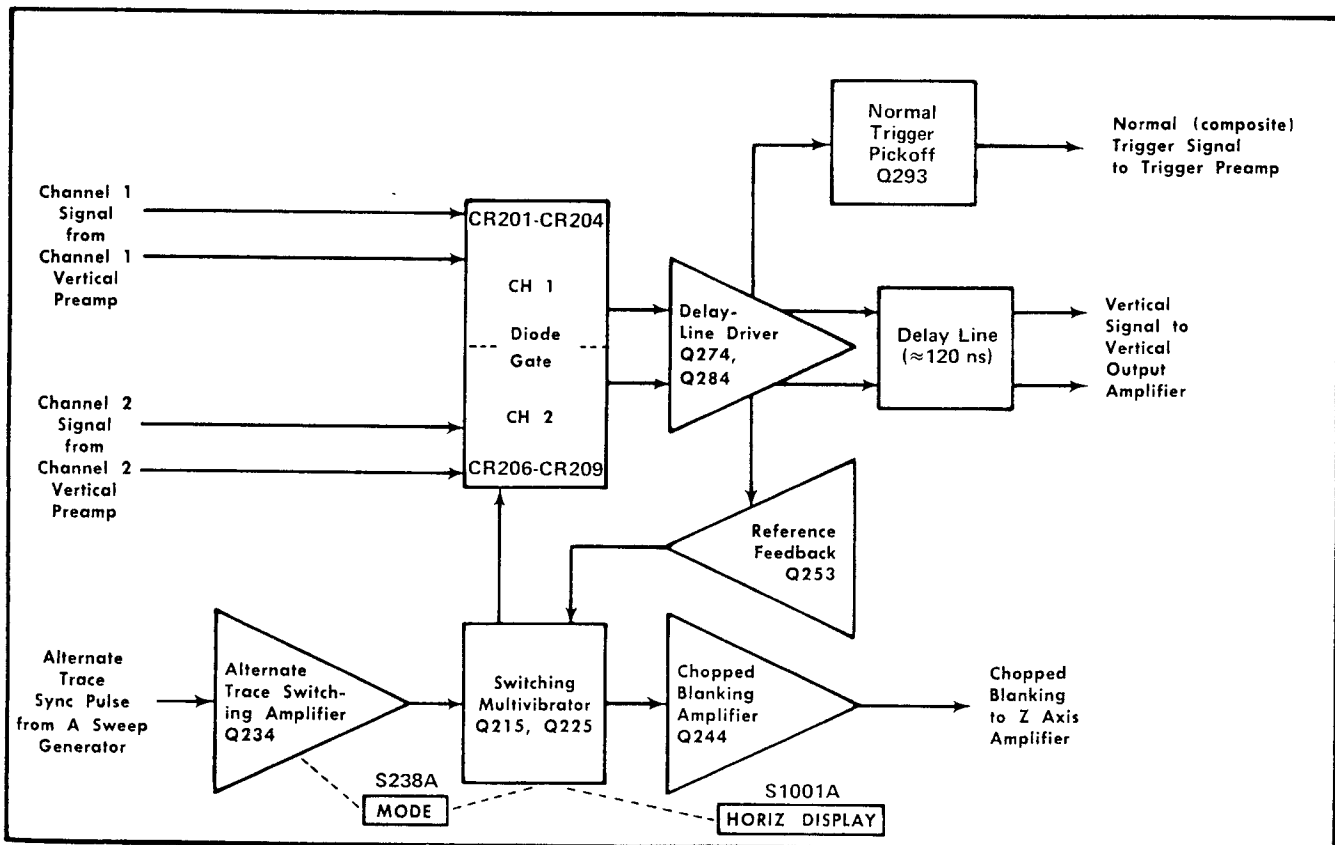 Normal
Trigger
Pickoff
Q293
Normal (composite)
Trigger Signal
to Trigger Preamp
Channel 1
Signal
from
Channel 1
Vertical
Preamp
CR201-CR204
CH 1
Diode
Gate
CH 2
CR206-CR209
Delay-
Line Driver
Q274,
Q284
Delay Line
(≈120 ns)
Vertical
Signal to
Vertical
Output
Amplifier
Channel 2
Signal
from
Channel 2
Vertical
Preamp
Reference
Feedback
Q253
Alternate
Trace
Sync Pulse
from A Sweep
Generator
Alternate
Trace Switch-
ing Amplifier
Q234
Switching
Multivibrator
Q215, Q225
Chopped
Blanking
Amplifier
Q244
Chopped
Blanking
to Z Axis
Amplifier
S238A
MODE
S1001A
HORIZ DISPLAY